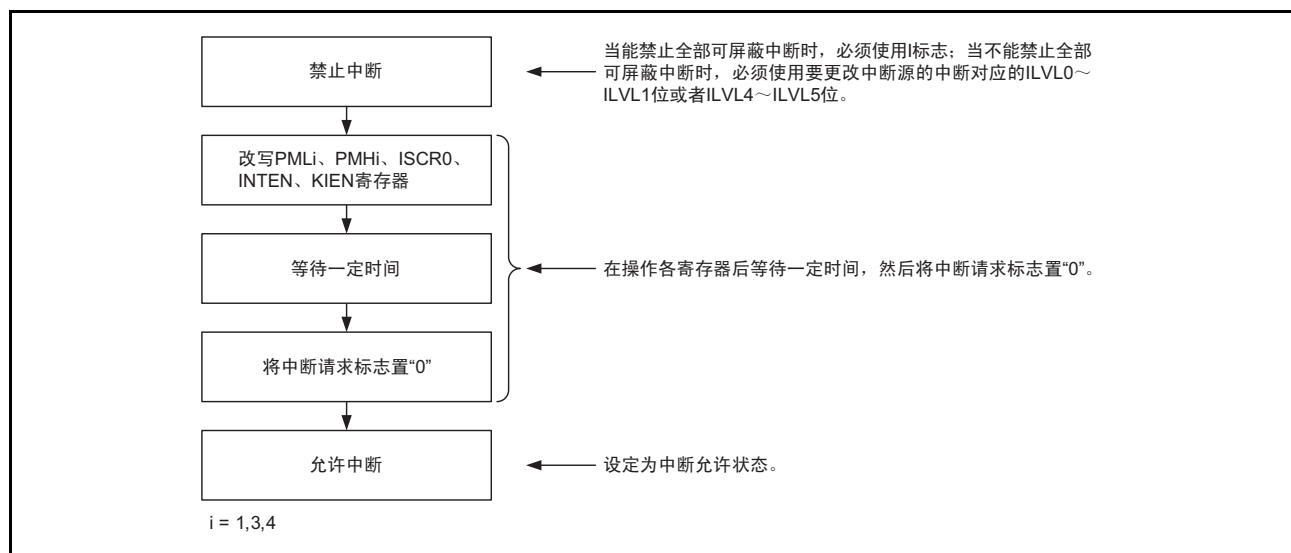 禁止中断
当能禁止全部可屏蔽中断时，必须使用I标志；当不能禁止全部
可屏蔽中断时，必须使用要更改中断源的中断对应的ILVL0～
ILVL1位或者ILVL4～ILVL5位。
改写PMLi、PMHi、ISCR0、
INTEN、KIEN寄存器
等待一定时间
在操作各寄存器后等待一定时间，然后将中断请求标志置“0”。
将中断请求标志置“0”
允许中断
设定为中断允许状态。
i = 1,3,4